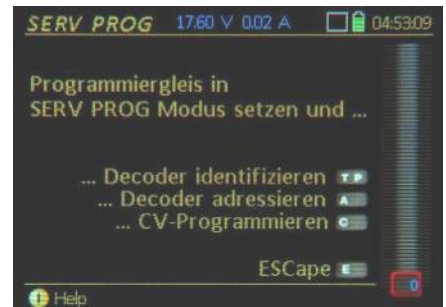 SERV PROG 17.60 V 0.02 A 04:53:09
Programmiergleis in
SERV PROG Modus setzen und ...
... Decoder identifizieren T P
... Decoder adressieren A
... CV-Programmieren C
ESCape E
0
Help